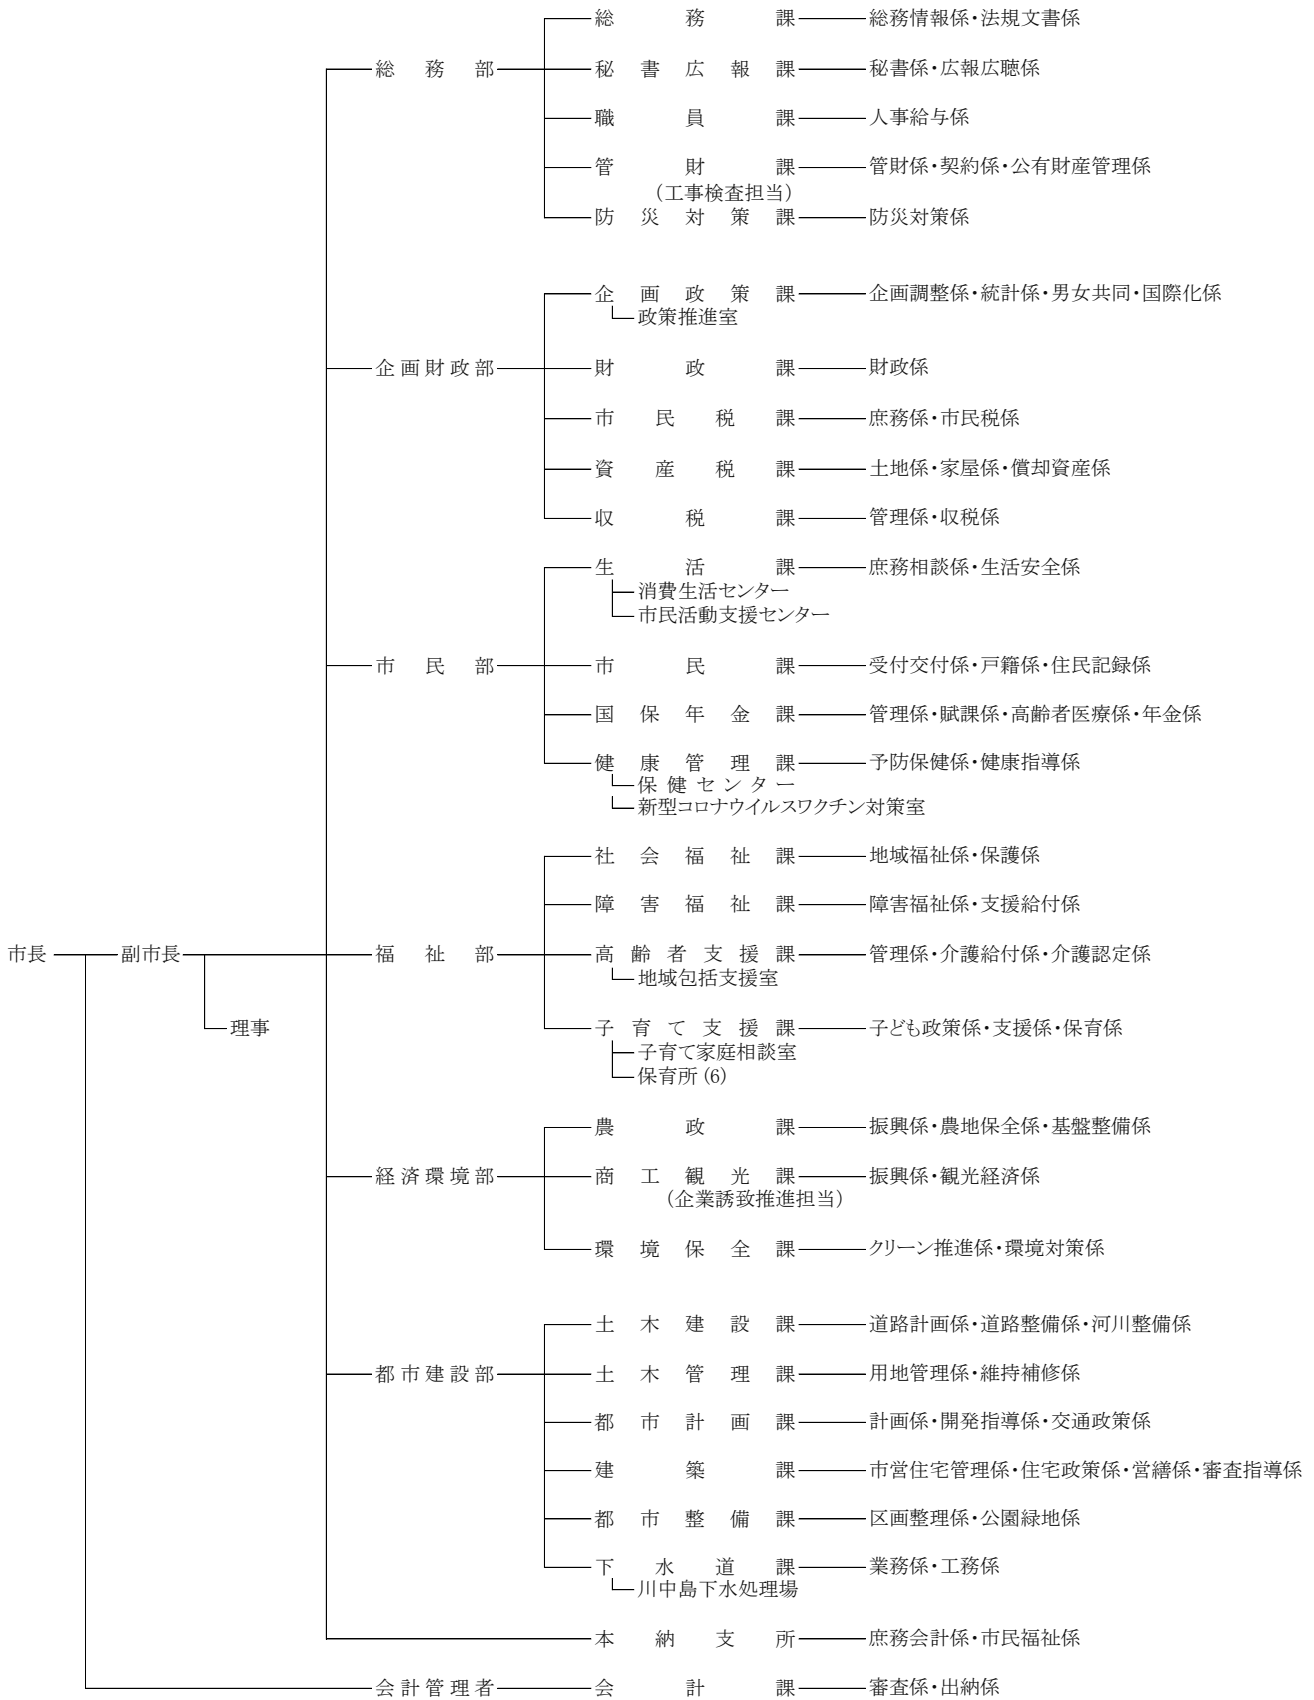 総務課 総務情報係・法規文書係
総務部 秘書広報課 秘書係・広報広聴係
職員課 人事給与係
管財課 管財係・契約係・公有財産管理係
（工事検査担当）
防災対策課 防災対策係
企画政策課 企画調整係・統計係・男女共同・国際化係
政策推進室
企画財政部 財政課 財政係
市民税課 庶務係・市民税係
資産税課 土地係・家屋係・償却資産係
収税課 管理係・収税係
生活課 庶務相談係・生活安全係
消費生活センター
市民活動支援センター
市民部 市民課 受付交付係・戸籍係・住民記録係
国保年金課 管理係・賦課係・高齢者医療係・年金係
健康管理課 予防保健係・健康指導係
保健センター
新型コロナウイルスワクチン対策室
社会福祉課 地域福祉係・保護係
障害福祉課 障害福祉係・支援給付係
市長 副市長 福祉部 高齢者支援課 管理係・介護給付係・介護認定係
地域包括支援室
理事 子育て支援課 子ども政策係・支援係・保育係
子育て家庭相談室
保育所(6)
農政課 振興係・農地保全係・基盤整備係
経済環境部 商工観光課 振興係・観光経済係
（企業誘致推進担当）
環境保全課 クリーン推進係・環境対策係
土木建設課 道路計画係・道路整備係・河川整備係
都市建設部 土木管理課 用地管理係・維持補修係
都市計画課 計画係・開発指導係・交通政策係
建築課 市営住宅管理係・住宅政策係・営繕係・審査指導係
都市整備課 区画整理係・公園緑地係
下水道課 業務係・工務係
川中島下水処理場
本納支所 庶務会計係・市民福祉係
会計管理者 会計課 審査係・出納係